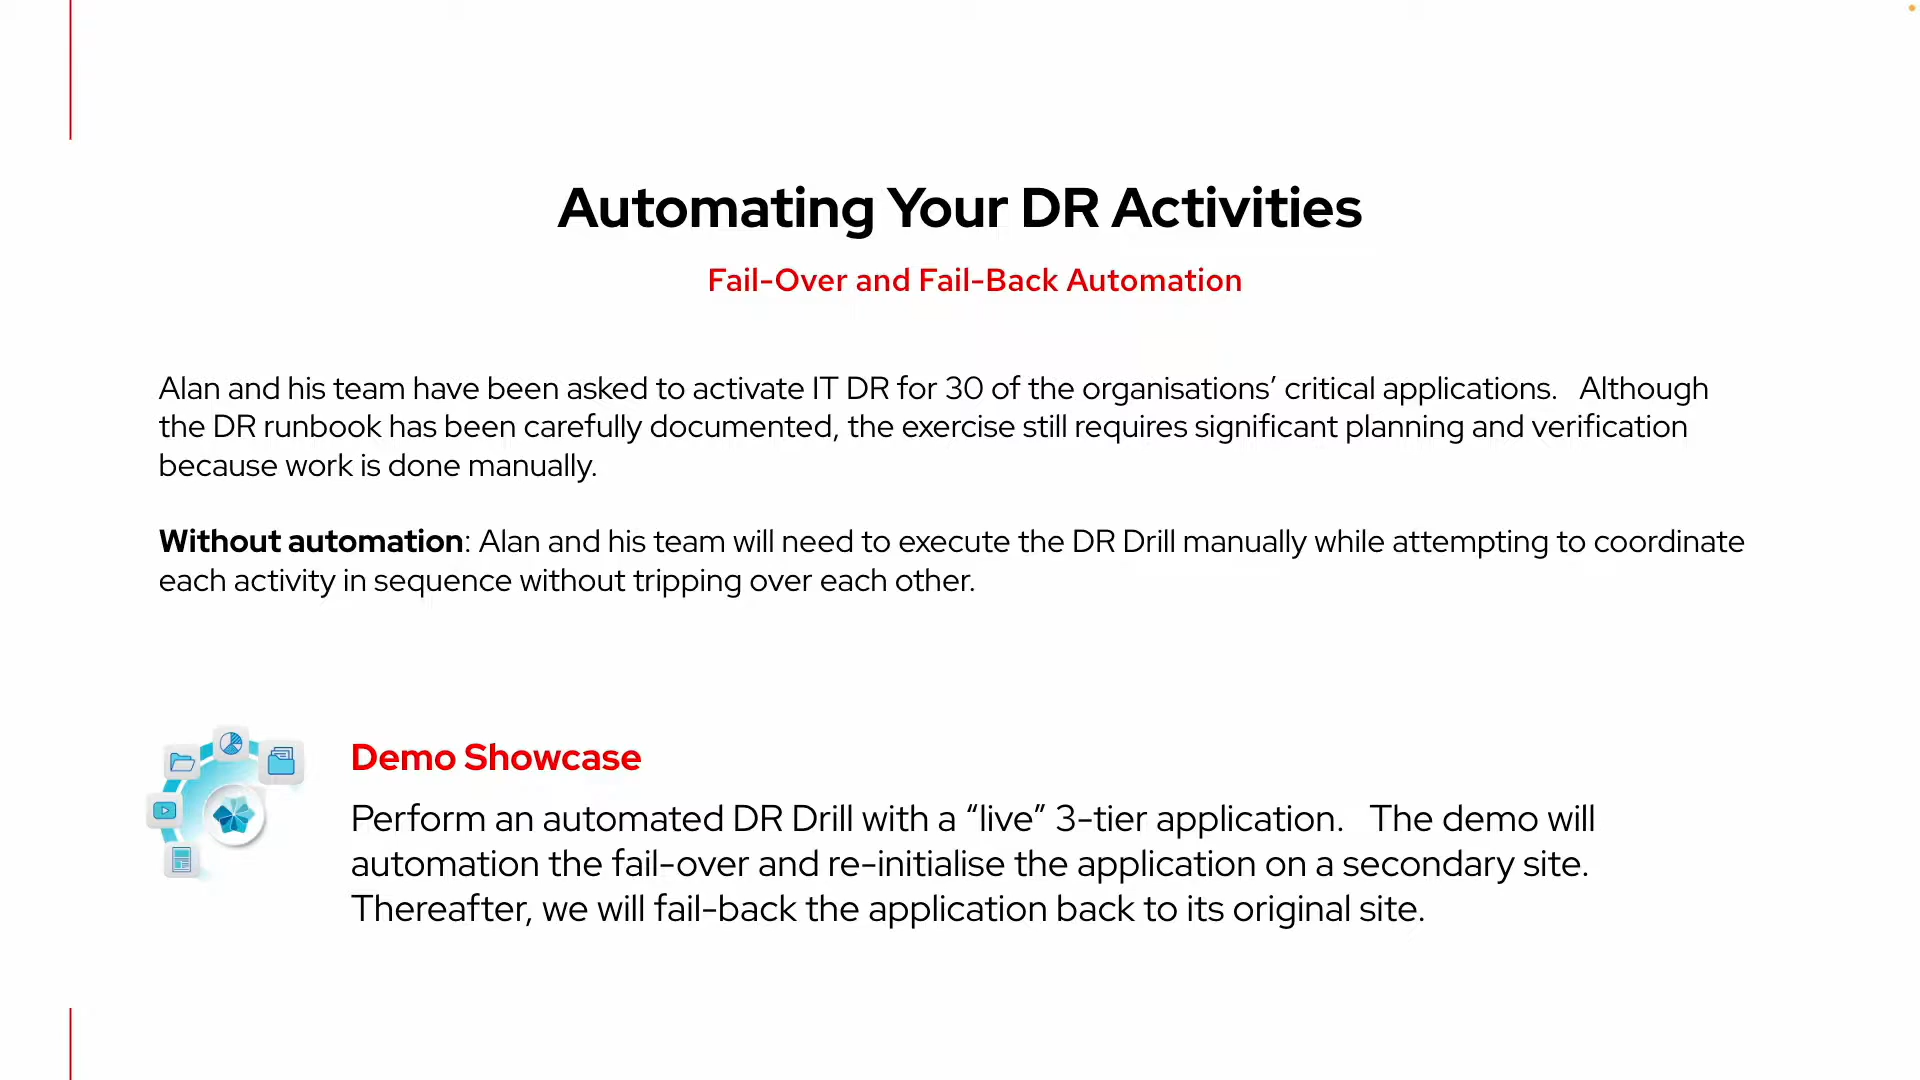 Automating Your DR Activities
Fail-Over and Fail-Back Automation
Alan and his team have been asked to activate IT DR for 30 of the organisations’ critical applications.   Although
the DR runbook has been carefully documented, the exercise still requires significant planning and verification
because work is done manually.
Without automation: Alan and his team will need to execute the DR Drill manually while attempting to coordinate
each activity in sequence without tripping over each other.
Demo Showcase
Perform an automated DR Drill with a “live” 3-tier application.   The demo will
automation the fail-over and re-initialise the application on a secondary site.
Thereafter, we will fail-back the application back to its original site.